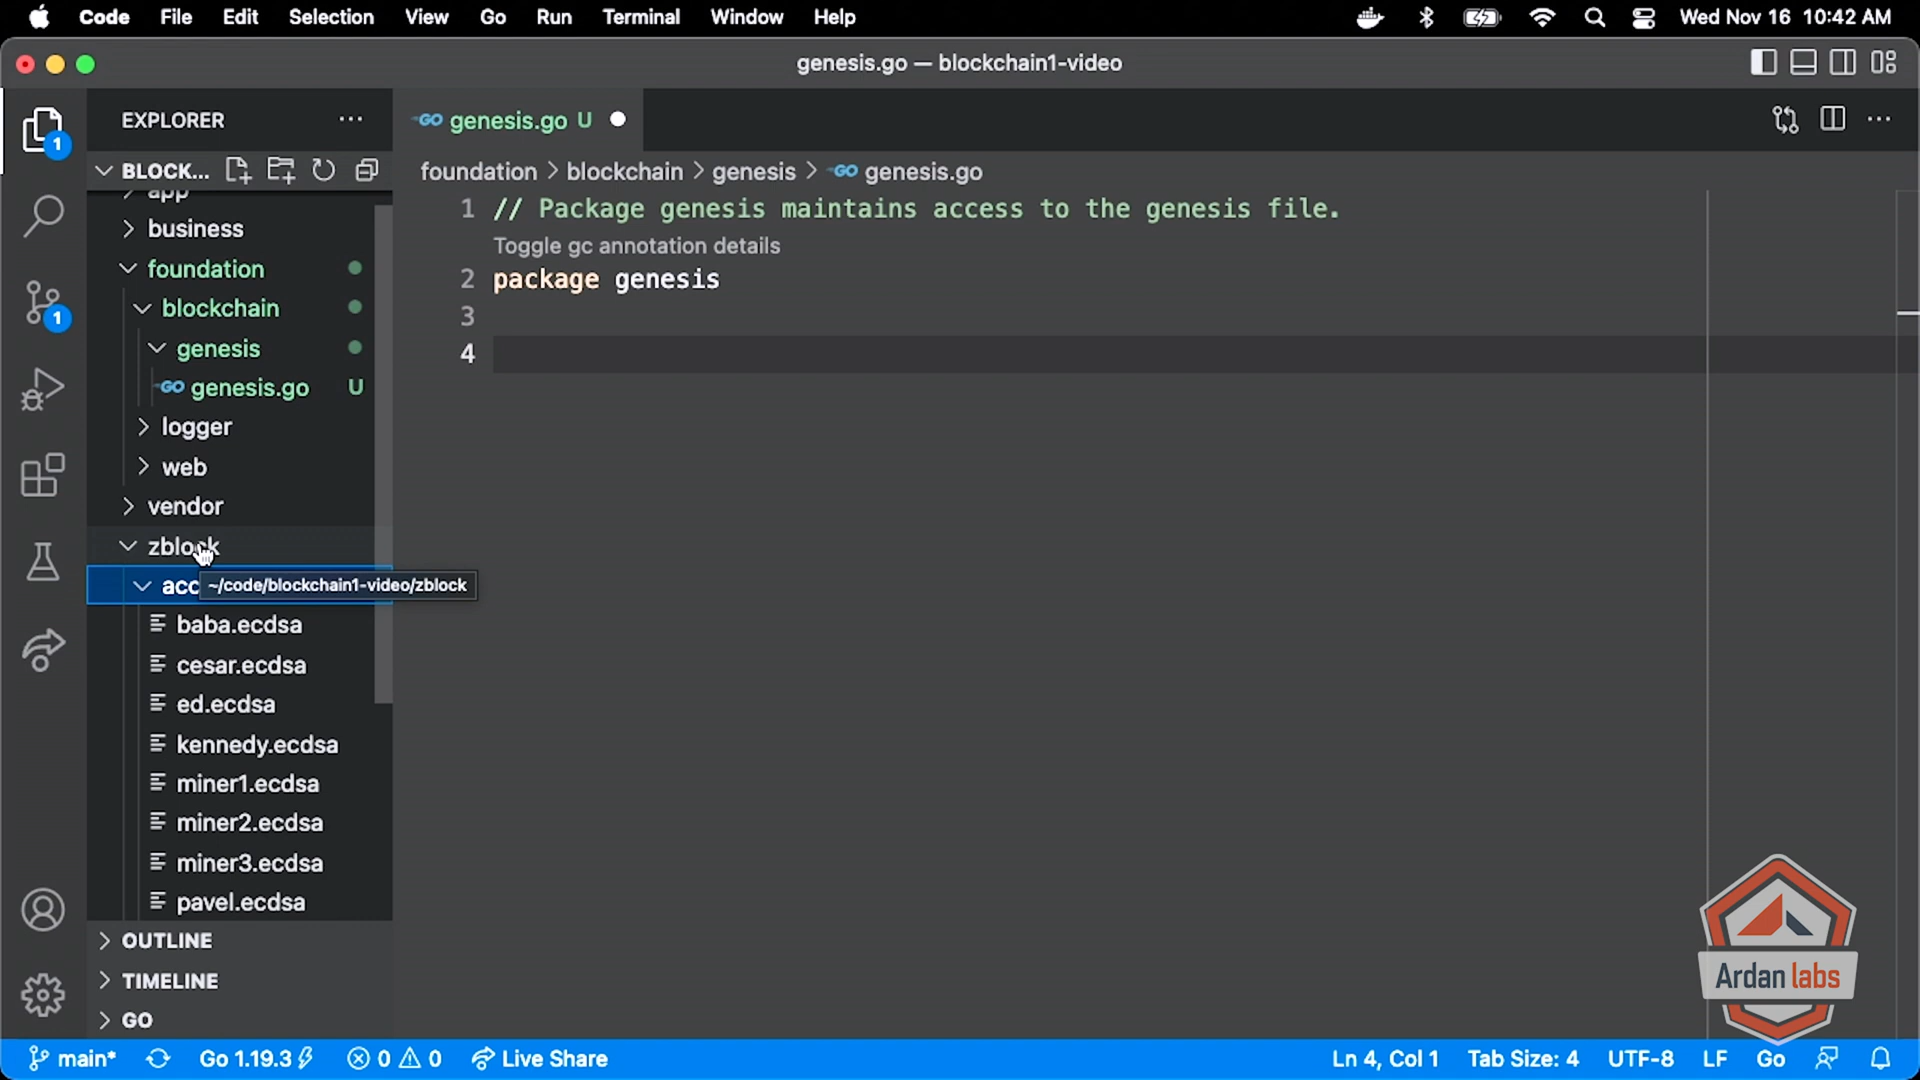 Code File Edit Selection View Go Run Terminal Window Help Wed Nov 16 10:42 AM
genesis.go — blockchain1-video
EXPLORER
genesis.go U
1
BLOCK...
foundation > blockchain > genesis > genesis.go
app
business
foundation
blockchain
genesis
genesis.go U
logger
web
vendor
zblock
acc
~/code/blockchain1-video/zblock
baba.ecdsa
cesar.ecdsa
ed.ecdsa
kennedy.ecdsa
miner1.ecdsa
miner2.ecdsa
miner3.ecdsa
pavel.ecdsa
1
OUTLINE
TIMELINE
GO
1 // Package genesis maintains access to the genesis file.
Toggle gc annotation details
2 package genesis
3
4
Ardan labs
main* Go 1.19.3 0 0 Live Share Ln 4, Col 1 Tab Size: 4 UTF-8 LF Go